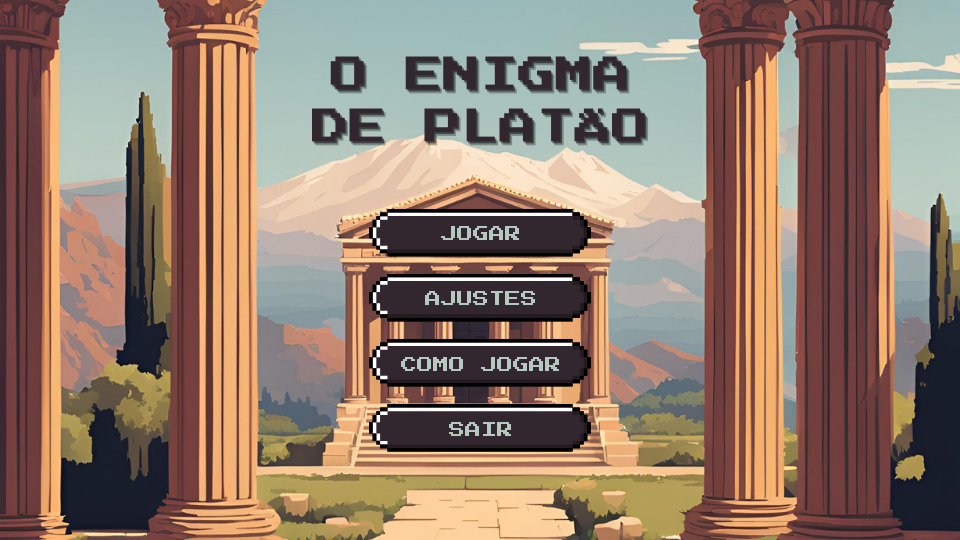 O ENIGMA
DE PLATÃO
JOGAR
AJUSTES
COMO JOGAR
SAIR